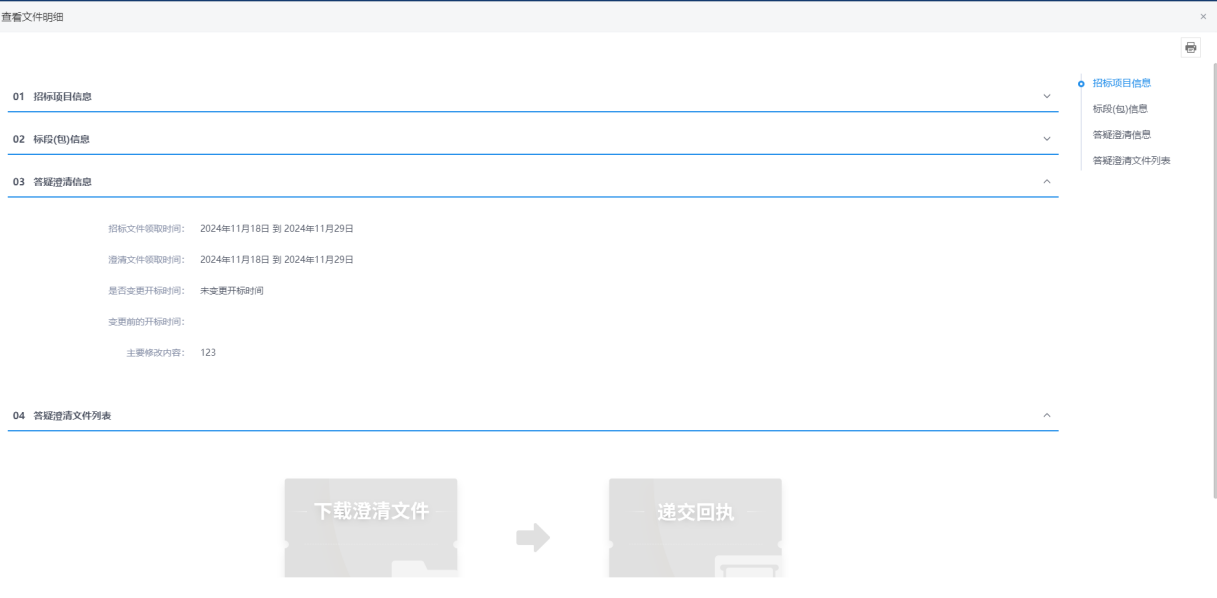 查看文件明细
×
01 招标项目信息
02 标段(包)信息
03 答疑澄清信息
招标文件领取时间： 2024年11月18日 到 2024年11月29日
澄清文件领取时间： 2024年11月18日 到 2024年11月29日
是否变更开标时间： 未变更开标时间
变更前的开标时间：
主要修改内容： 123
04 答疑澄清文件列表
下载澄清文件
递交回执
招标项目信息
标段(包)信息
答疑澄清信息
答疑澄清文件列表